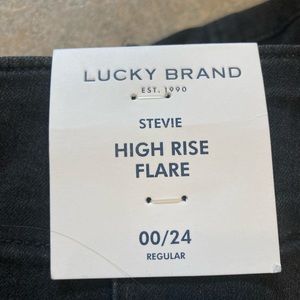 LUCKY BRAND
EST. 1990
STEVIE
HIGH RISE
FLARE
00/24
REGULAR